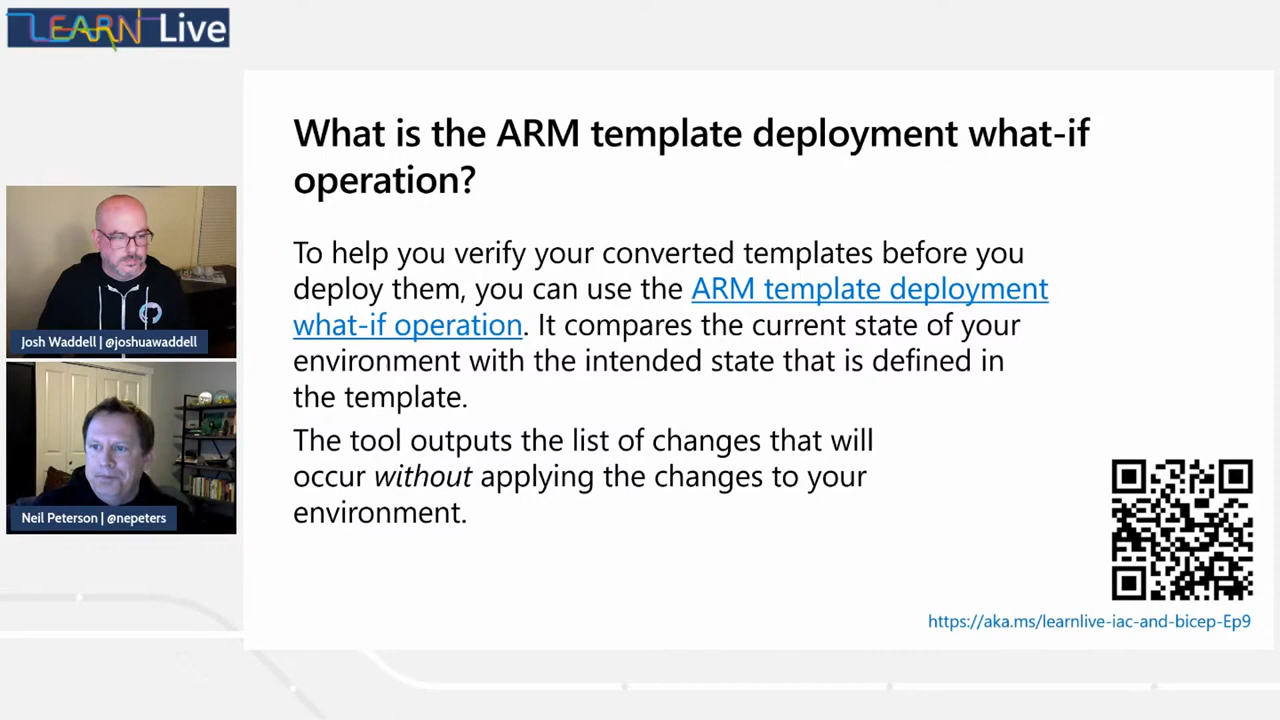 LEARN Live
What is the ARM template deployment what-if
operation?
To help you verify your converted templates before you
deploy them, you can use the ARM template deployment
what-if operation. It compares the current state of your
environment with the intended state that is defined in
the template.
The tool outputs the list of changes that will
occur without applying the changes to your
environment.
Josh Waddell | @joshuawaddell
Neil Peterson | @nepeters
https://aka.ms/learnlive-iac-and-bicep-Ep9